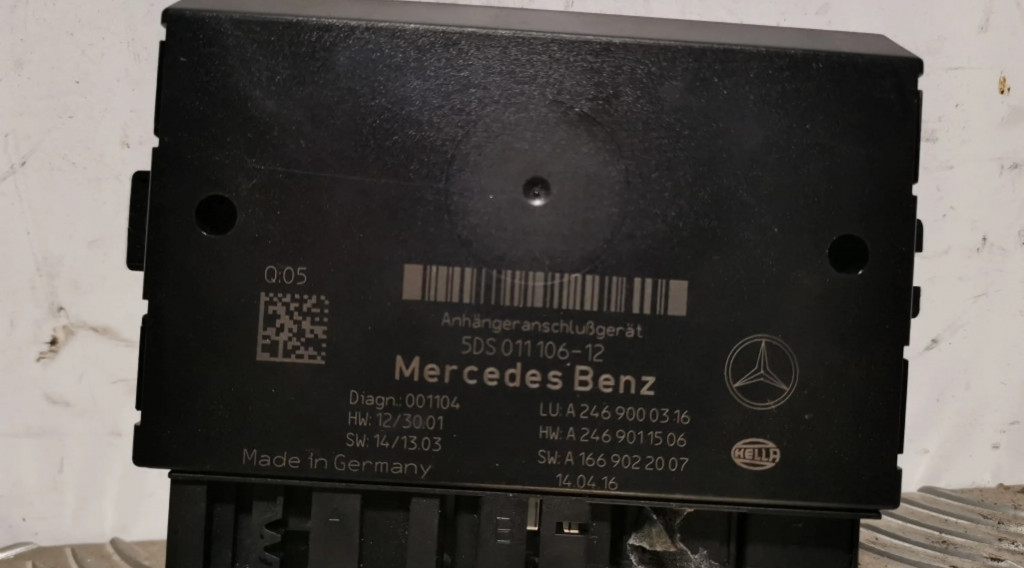 Q:05
Anhängeranschlußgerät
5DS 011 106-12
Mercedes Benz
Diagn.: 001104
HW: 12/30.01
SW: 14/13.03
Made in Germany
LU: A 246 900 03 16
HW: A 246 901 15 06
SW: A 166 902 20 07
14 04 16
HELLA
A
B